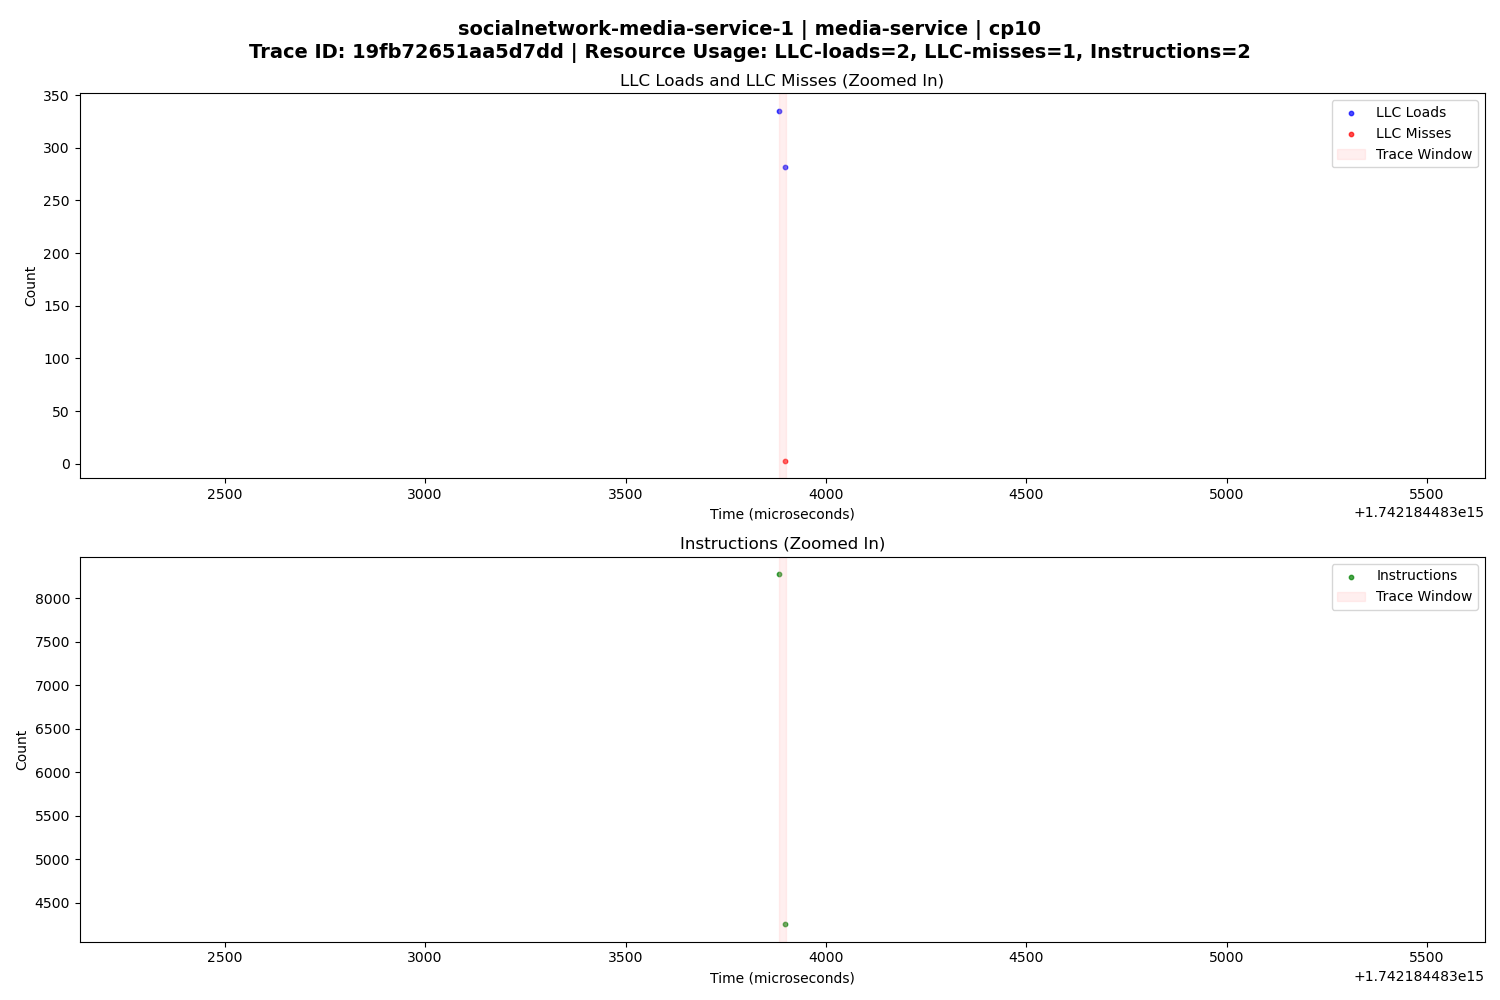 socialnetwork-media-service-1 | media-service | cp10
Trace ID: 19fb72651aa5d7dd | Resource Usage: LLC-loads=2, LLC-misses=1, Instructions=2
LLC Loads and LLC Misses (Zoomed In)
350
300
250
200
150
100
50
0
Count
LLC Loads
LLC Misses
Trace Window
2500 3000 3500 4000 4500 5000 5500
Time (microseconds)
+1.742184483e15
Instructions (Zoomed In)
8000
7500
7000
6500
6000
5500
5000
4500
Count
Instructions
Trace Window
2500 3000 3500 4000 4500 5000 5500
Time (microseconds)
+1.742184483e15